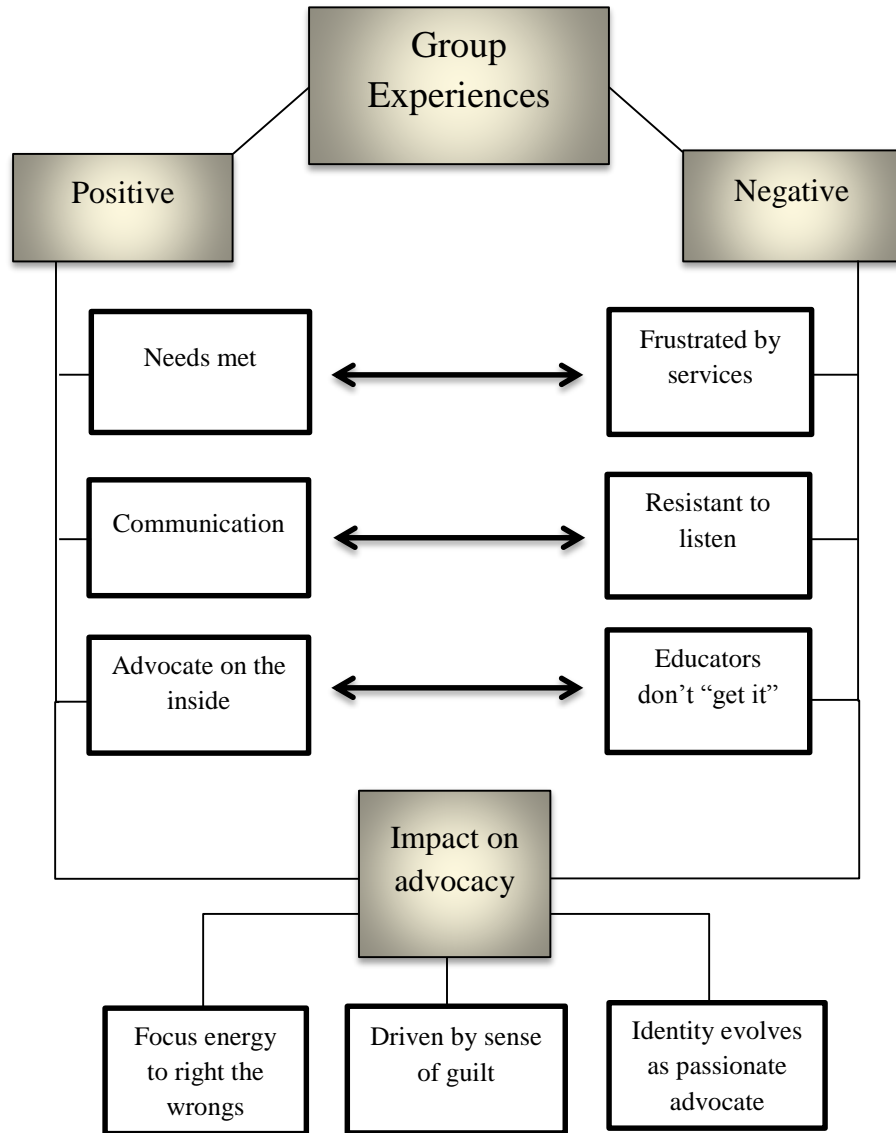 Group
Experiences
Positive
Negative
Needs met
Frustrated by
services
Communication
Resistant to
listen
Advocate on the
inside
Educators
don’t “get it”
Impact on
advocacy
Focus energy
to right the
wrongs
Driven by sense
of guilt
Identity evolves
as passionate
advocate